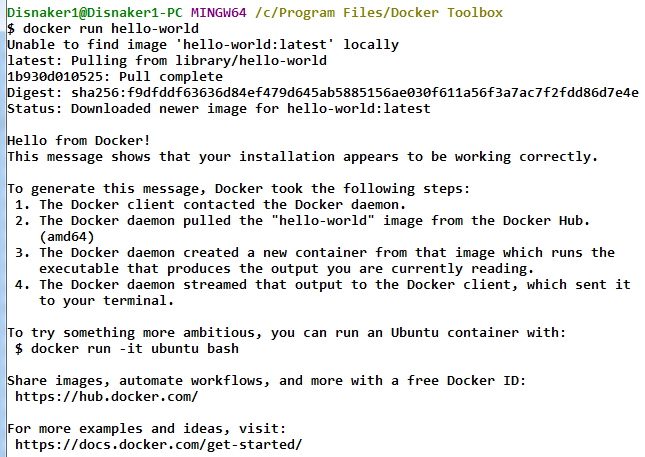 Disnaker1@Disnaker1-PC MINGW64 /c/Program Files/Docker Toolbox
$ docker run hello-world
Unable to find image 'hello-world:latest' locally
latest: Pulling from library/hello-world
1b930d010525: Pull complete
Digest: sha256:f9dfddf63636d84ef479d645ab5885156ae030f611a56f3a7ac7f2fdd86d7e4e
Status: Downloaded newer image for hello-world:latest
Hello from Docker!
This message shows that your installation appears to be working correctly.
To generate this message, Docker took the following steps:
1. The Docker client contacted the Docker daemon.
2. The Docker daemon pulled the "hello-world" image from the Docker Hub.
(amd64)
3. The Docker daemon created a new container from that image which runs the
executable that produces the output you are currently reading.
4. The Docker daemon streamed that output to the Docker client, which sent it
to your terminal.
To try something more ambitious, you can run an Ubuntu container with:
$ docker run -it ubuntu bash
Share images, automate workflows, and more with a free Docker ID:
https://hub.docker.com/
For more examples and ideas, visit:
https://docs.docker.com/get-started/